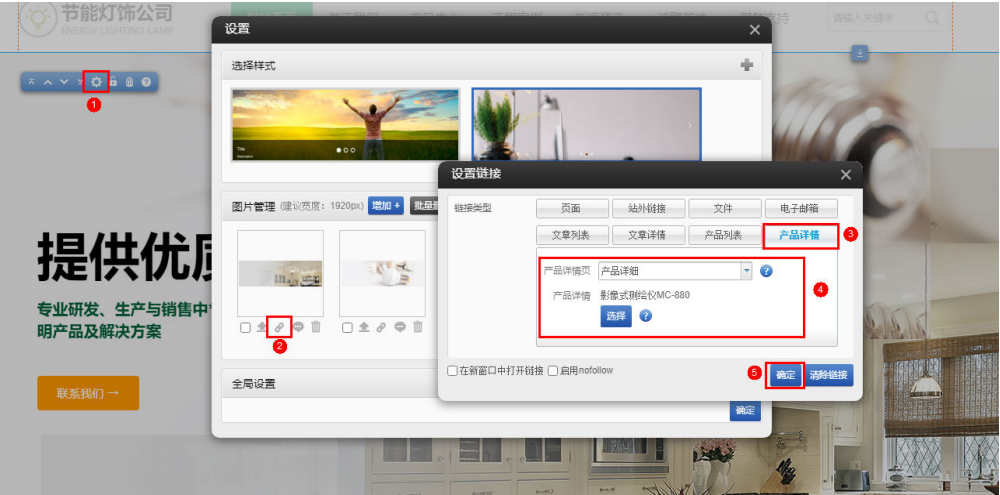 节能灯饰公司
ENERGY LIGHTING LAMP
请输入关键字
设置
选择样式
1
图片管理 (建议宽度：1920px) 增加 +
设置链接
链接类型
页面 站外链接 文件 电子邮箱
文章列表 文章详情 产品列表 产品详情
3
产品详情页 产品详细
4
产品详情 影像式测绘仪MC-880
选择
提供优质
专业研发、生产与销售中
明产品及解决方案
2
在新窗口中打开链接 启用nofollow
5
确定 清除链接
全局设置
联系我们 →
确定